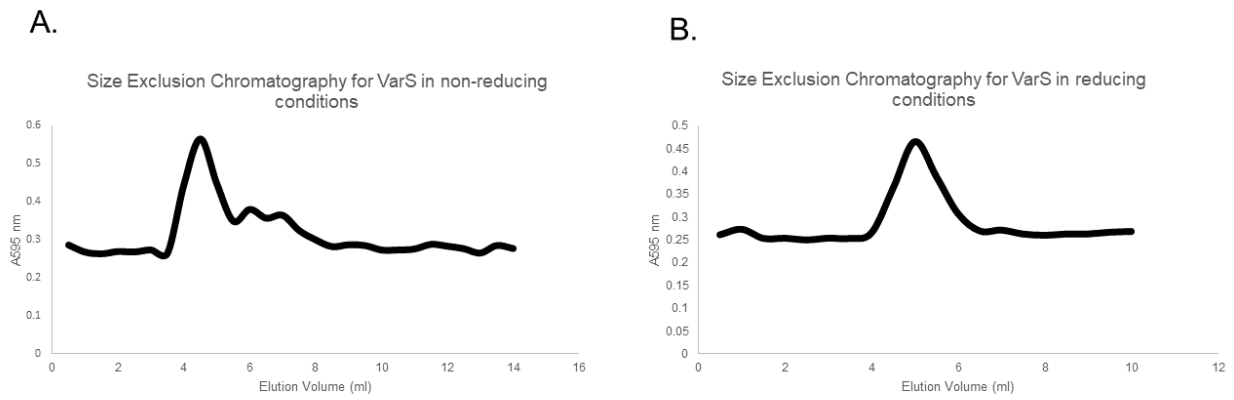 A.
Size Exclusion Chromatography for VarS in non-reducing
conditions
0.6
0.5
0.4
0.3
0.2
0.1
0
A595 nm
0 2 4 6 8 10 12 14 16
Elution Volume (ml)
B.
Size Exclusion Chromatography for VarS in reducing
conditions
0.5
0.45
0.4
0.35
0.3
0.25
0.2
0.15
0.1
0.05
0
A595 nm
0 2 4 6 8 10 12
Elution Volume (ml)